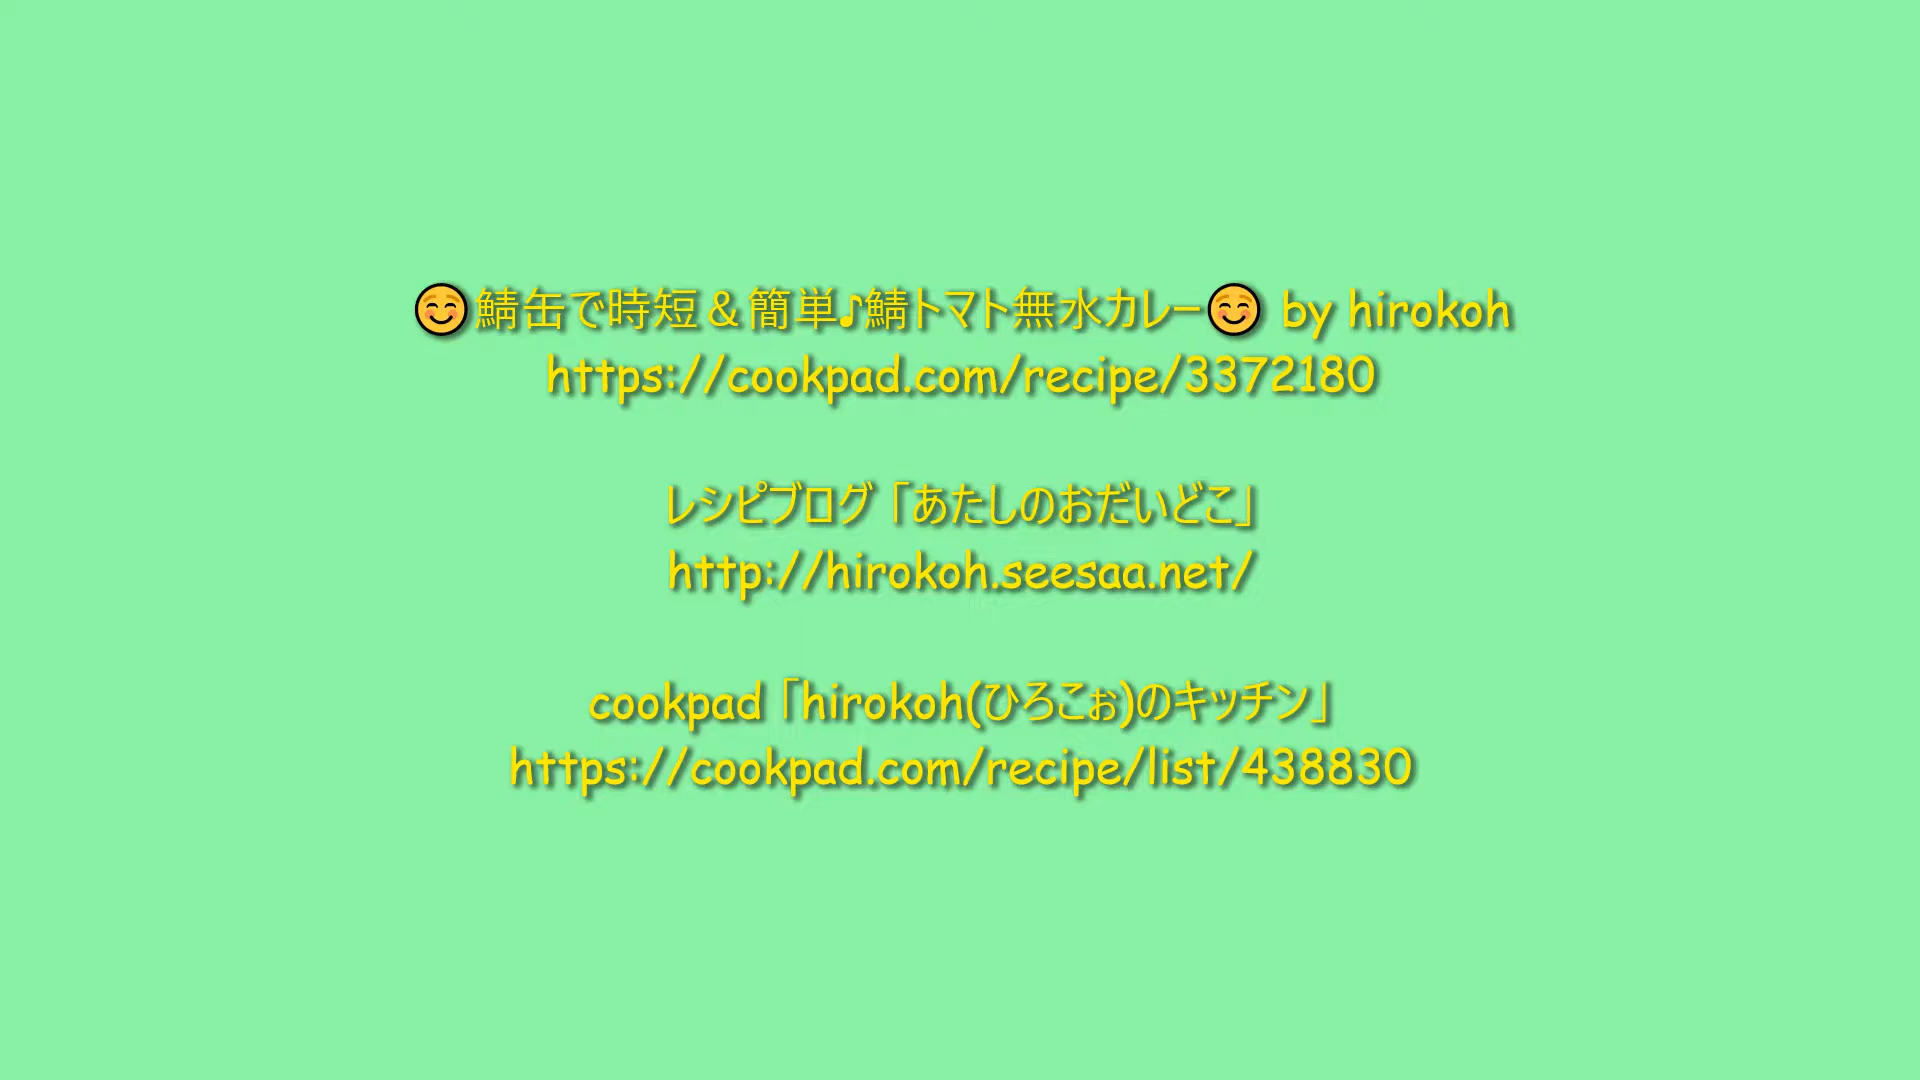 😊鯖缶で時短＆簡単♪鯖トマト無水カレー😊 by hirokoh
https://cookpad.com/recipe/3372180
レシピブログ「あたしのおだいどこ」
http://hirokoh.seesaa.net/
cookpad「hirokoh(ひろこぉ)のキッチン」
https://cookpad.com/recipe/list/438830